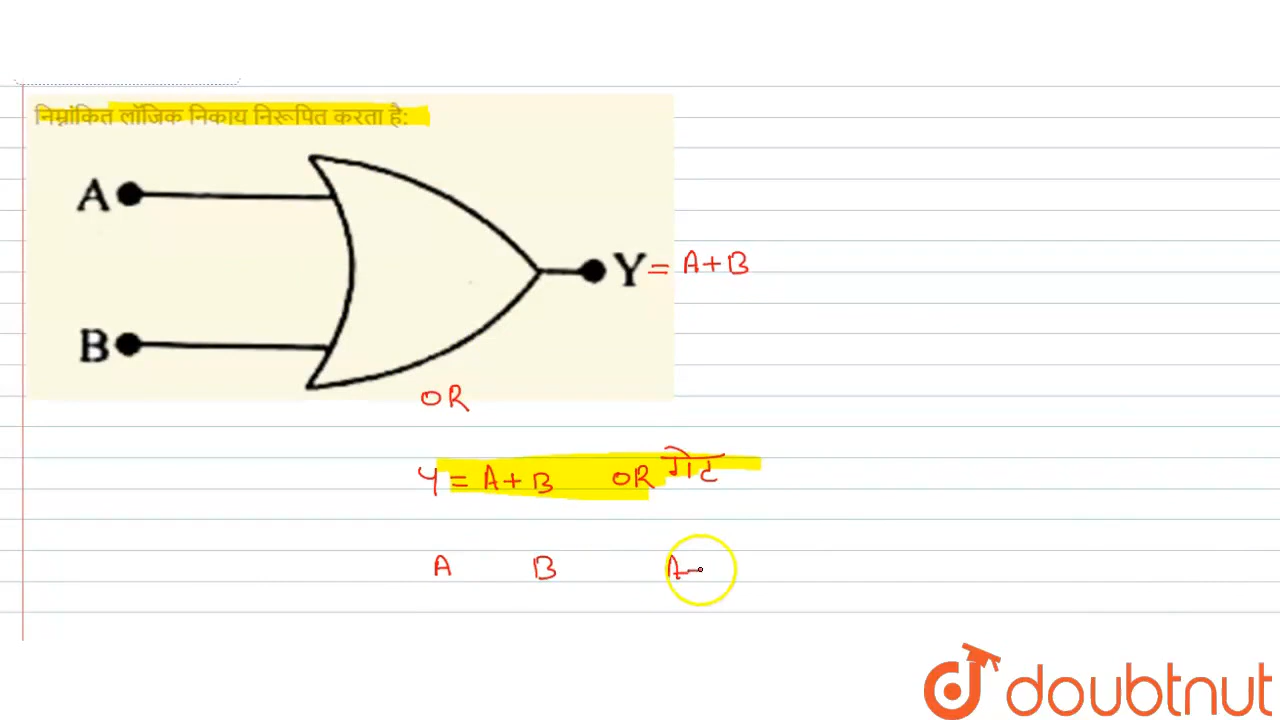 निम्नांकित लॉजिक निकाय निरूपित करता है:
A
Y = A+B
B
OR
Y = A+B OR गेट
A B A-
doubtnut